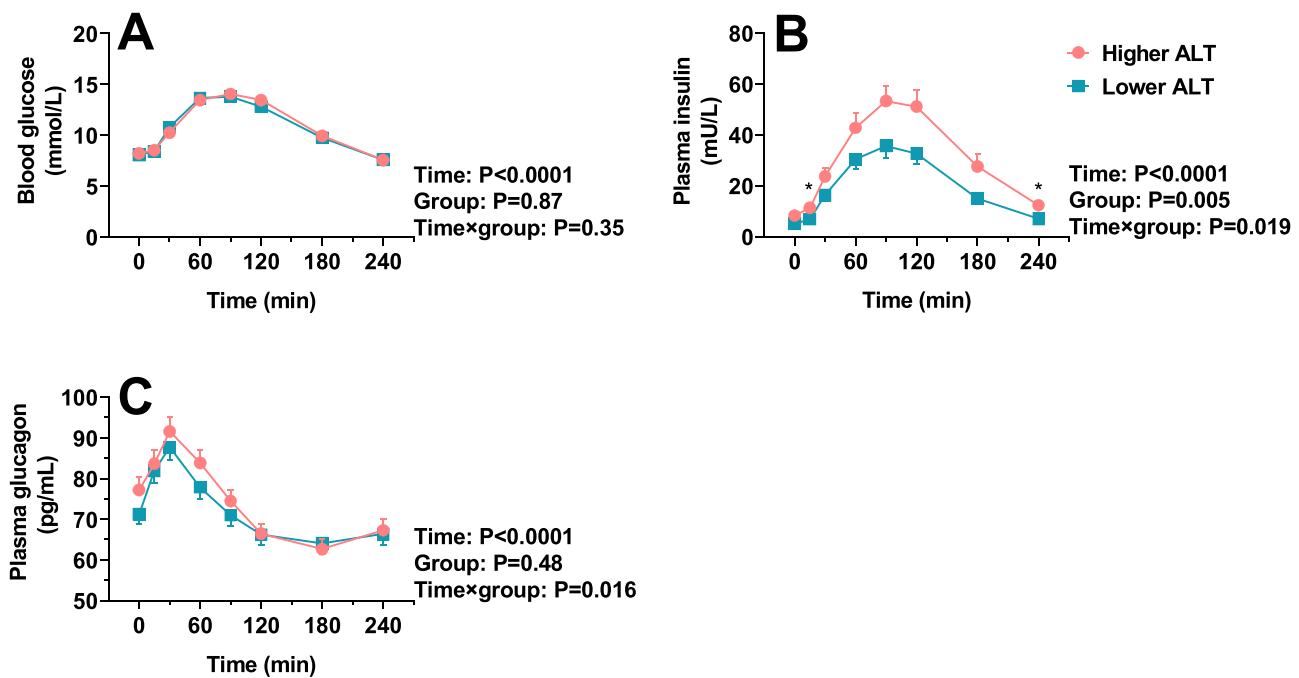 A
Blood glucose
(mmol/L)
20
15
10
5
0
0 60 120 180 240
Time (min)
Time: P<0.0001
Group: P=0.87
Time×group: P=0.35
B
Plasma insulin
(mU/L)
80
60
40
20
0
* *
0 60 120 180 240
Time (min)
Higher ALT
Lower ALT
Time: P<0.0001
Group: P=0.005
Time×group: P=0.019
C
Plasma glucagon
(pg/mL)
100
90
80
70
60
50
0 60 120 180 240
Time (min)
Time: P<0.0001
Group: P=0.48
Time×group: P=0.016